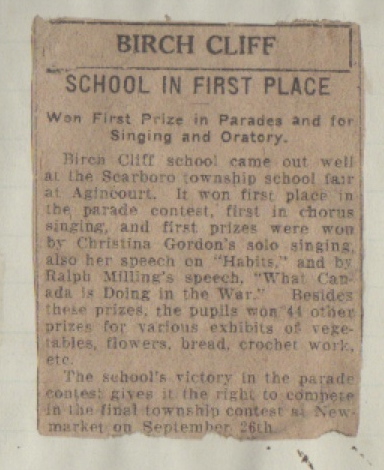 BIRCH CLIFF
SCHOOL IN FIRST PLACE
Won First Prize in Parades and for
Singing and Oratory.
Birch Cliff school came out well
at the Scarboro township school fair
at Agincourt. It won first place in
the parade contest, first in chorus
singing, and first prizes were won
by Christina Gordon's solo singing,
also her speech on "Habits," and by
Ralph Milling's speech, "What Can-
ada is Doing in the War." Besides
these prizes, the pupils won 44 other
prizes for various exhibits of vege-
tables, flowers, bread, crochet work,
etc.
The school's victory in the parade
contest gives it the right to compete
in the final township contest at New-
market on September 26th.